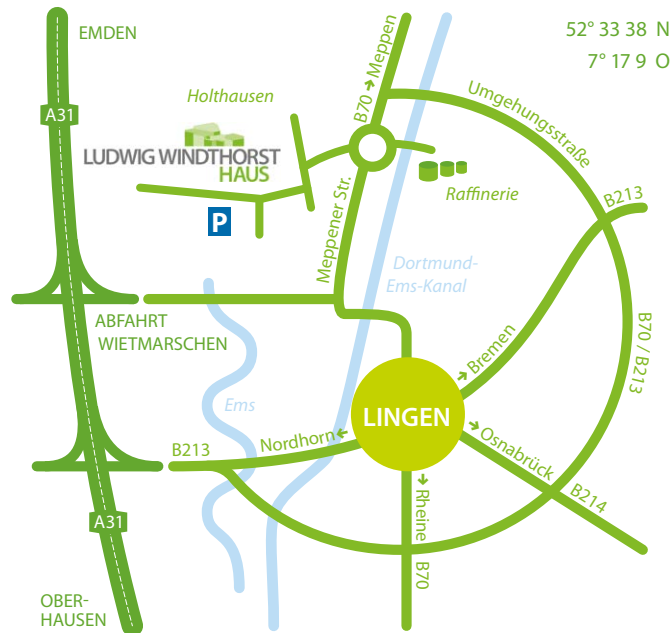 EMDEN
52° 33 38 N
7° 17 9 O
A31
Holthausen
B70 → Meppen
Umgehungsstraße
LUDWIG WINDTHORST
HAUS
Raffinerie
B213
P
Meppener Str.
Dortmund-
Ems-Kanal
ABFAHRT
WIETMARSCHEN
→ Bremen
B70 / B213
Ems
LINGEN
B213
Nordhorn ←
→ Osnabrück
B214
→ Rheine
B70
A31
OBER-
HAUSEN